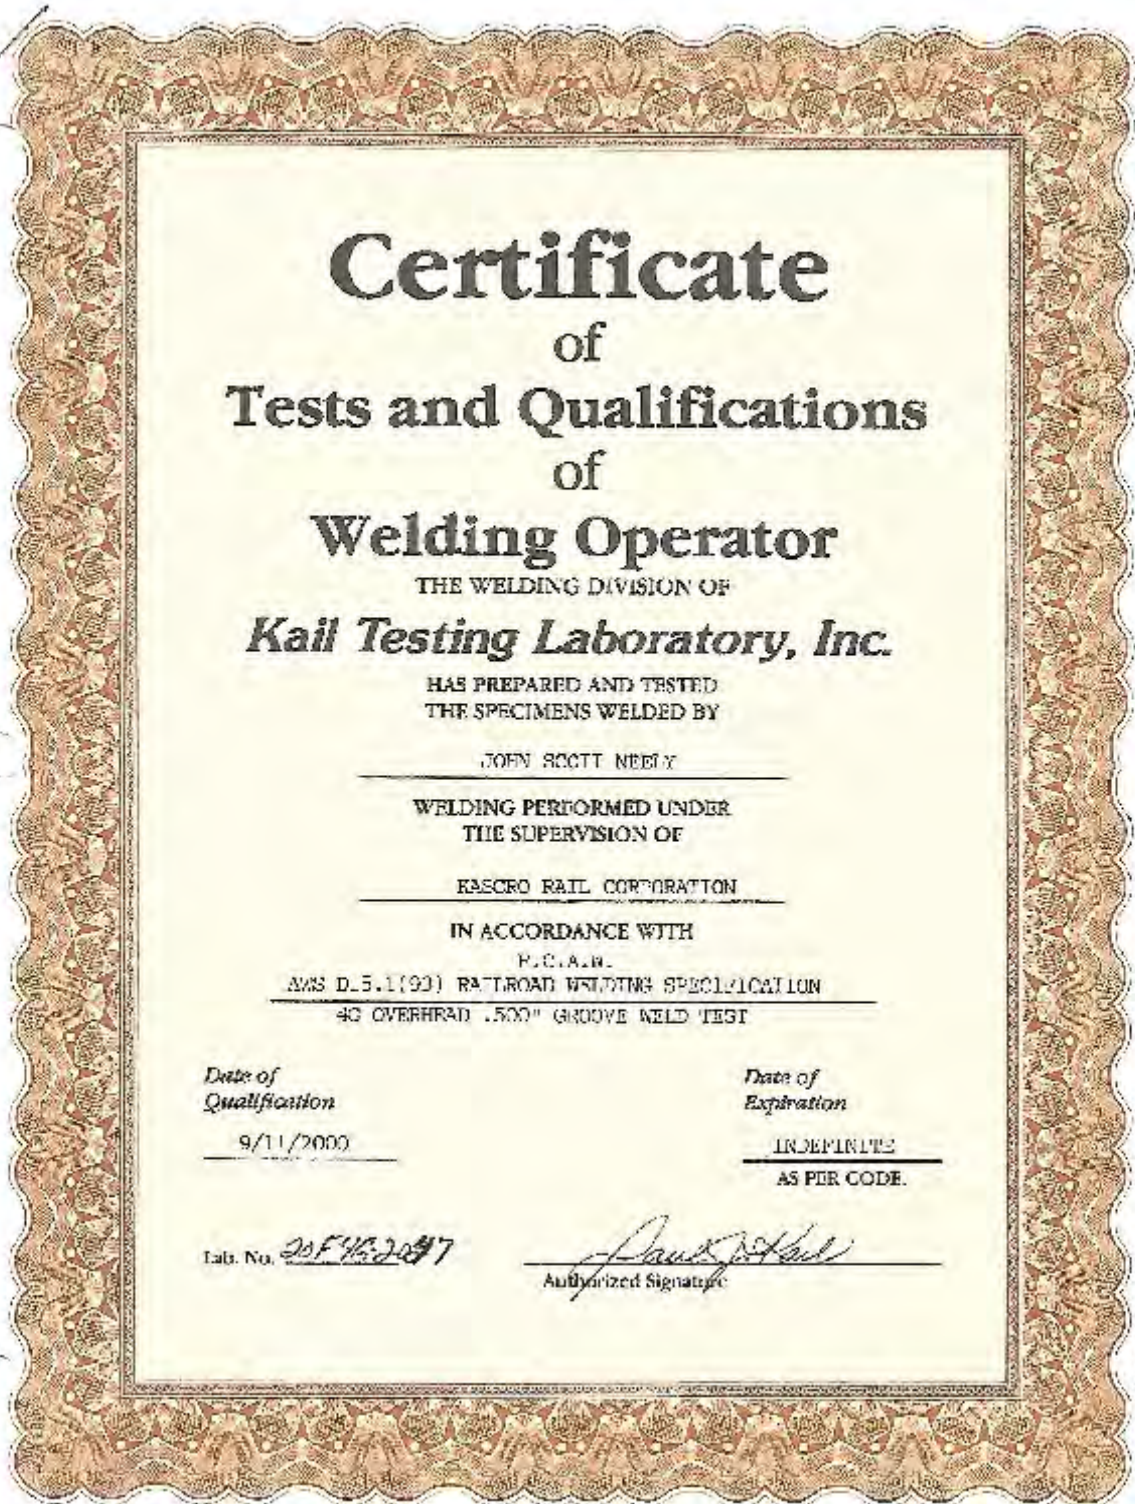 Certificate
of
Tests and Qualifications
of
Welding Operator
THE WELDING DIVISION OF
Kail Testing Laboratory, Inc.
HAS PREPARED AND TESTED
THE SPECIMENS WELDED BY
JOHN SCOTT NEELY
WELDING PERFORMED UNDER
THE SUPERVISION OF
KASCRO RAIL CORPORATION
IN ACCORDANCE WITH
F.C.A.W.
AWS D.5.1(93) RAILROAD WELDING SPECIFICATION
4G OVERHEAD .500" GROOVE WELD TEST
Date of
Qualification
Date of
Expiration
9/11/2000
INDEFINITE
AS PER CODE.
Lab. No.
Authorized Signature